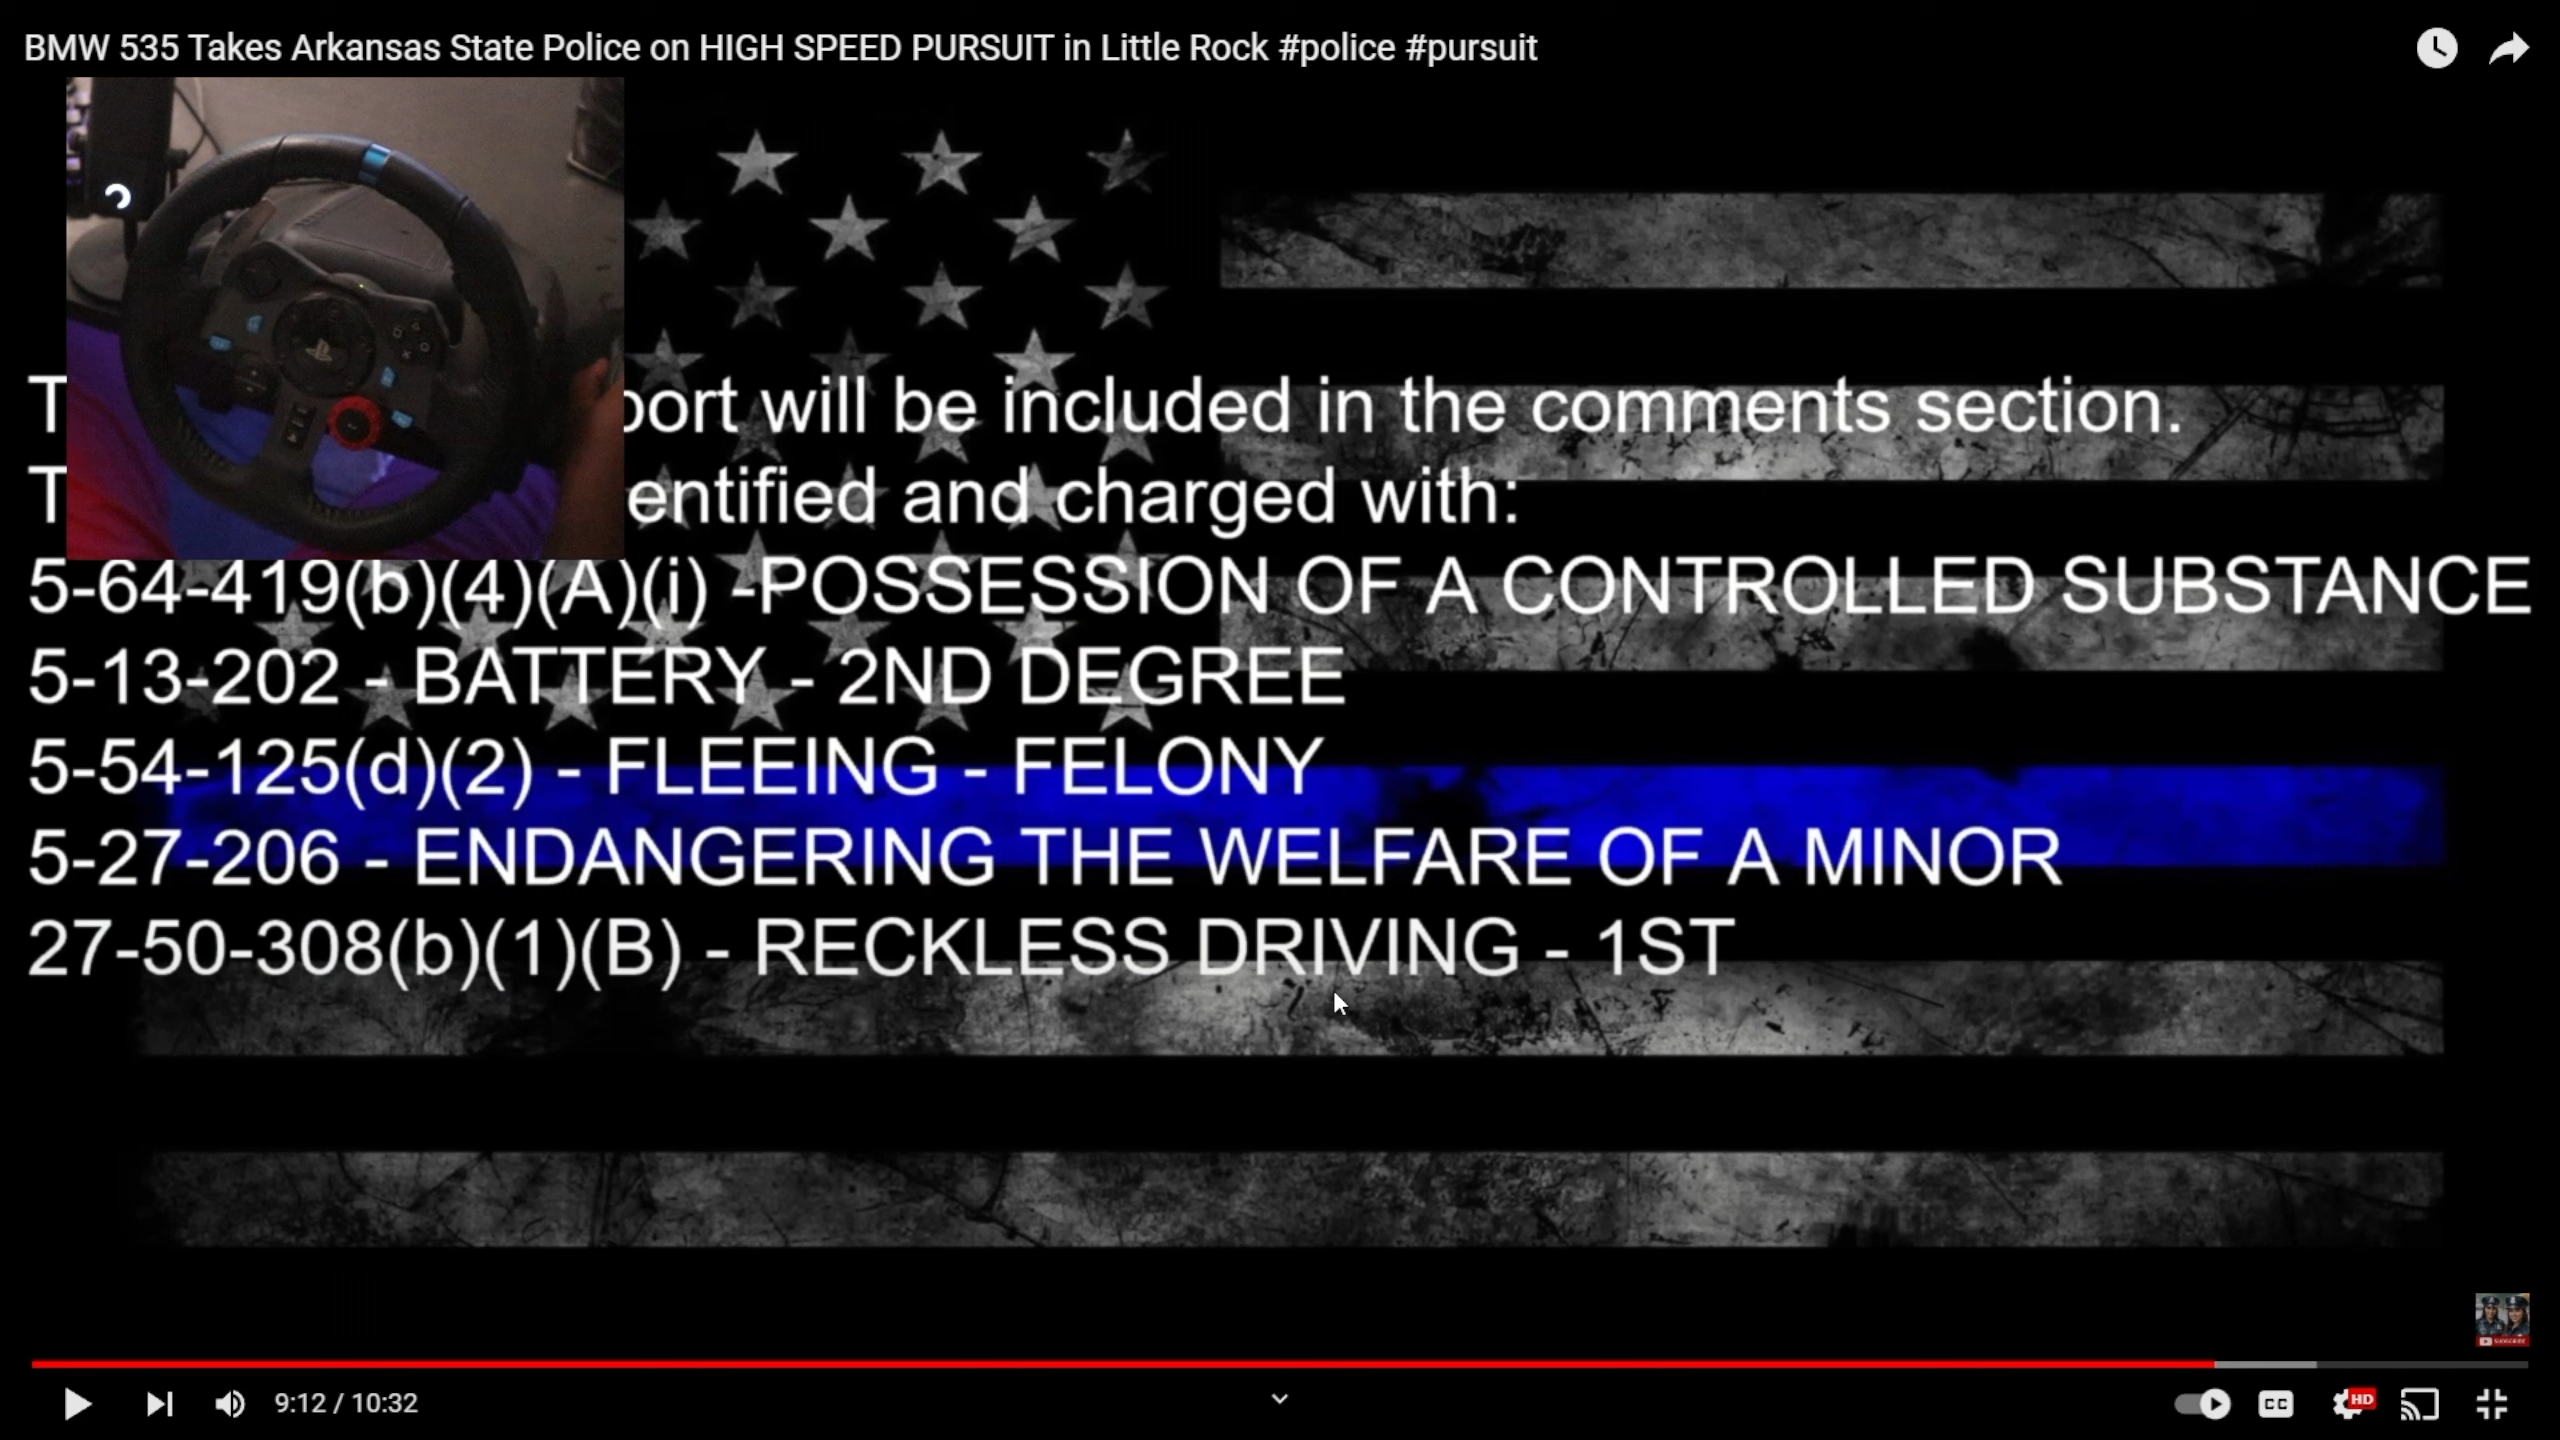 BMW 535 Takes Arkansas State Police on HIGH SPEED PURSUIT in Little Rock #police #pursuit
will be included in the comments section.
and charged with:
5-64-419(b)(4)(A)(i) -POSSESSION OF A CONTROLLED SUBSTANCE
5-13-202 - BATTERY - 2ND DEGREE
5-54-125(d)(2) - FLEEING - FELONY
5-27-206 - ENDANGERING THE WELFARE OF A MINOR
27-50-308(b)(1)(B) - RECKLESS DRIVING - 1ST
SUBSCRIBE
9:12 / 10:32
CC
HD